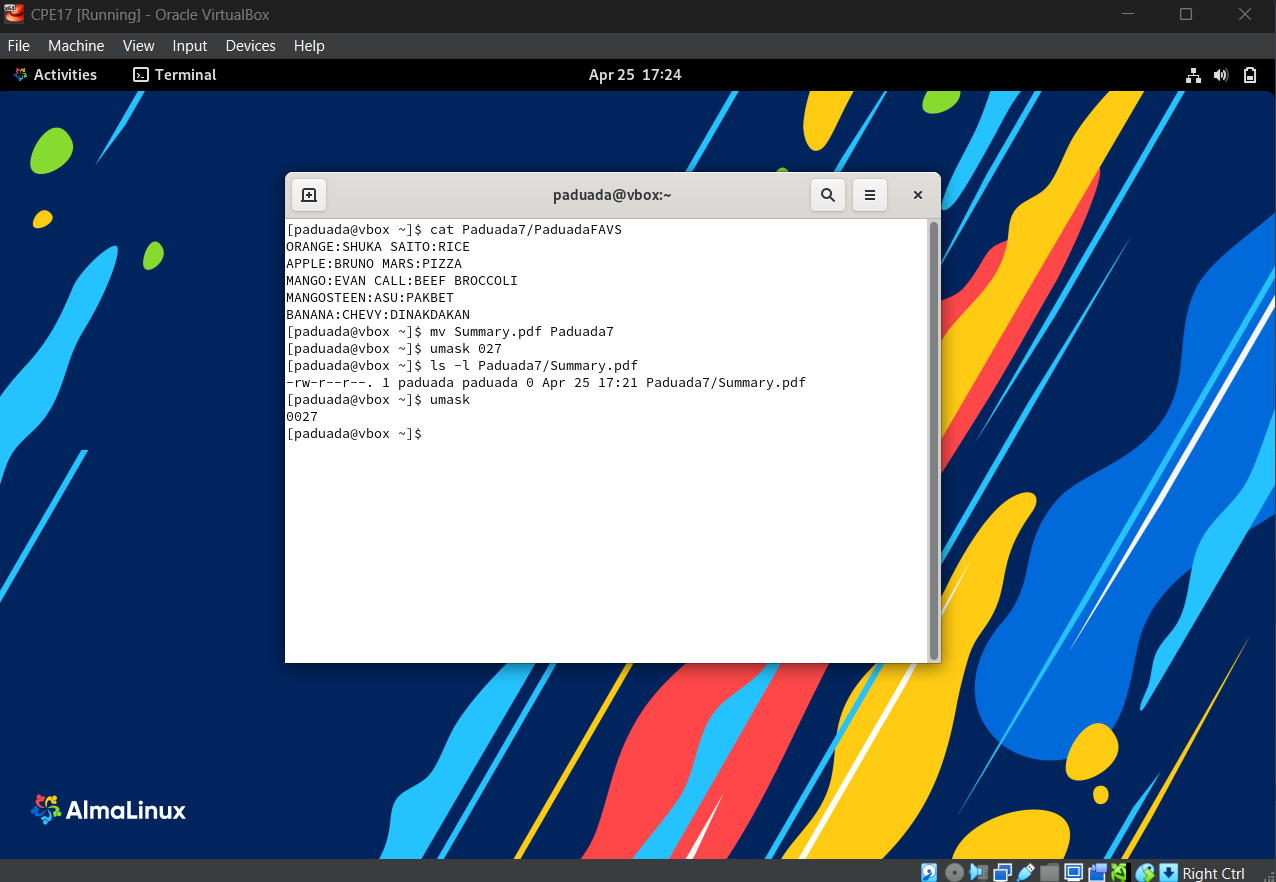 CPE17 [Running] - Oracle VirtualBox
File Machine View Input Devices Help
Activities Terminal Apr 25 17:24
paduada@vbox:~
[paduada@vbox ~]$ cat Paduada7/PaduadaFAVS
ORANGE:SHUKA SAITO:RICE
APPLE:BRUNO MARS:PIZZA
MANGO:EVAN CALL:BEEF BROCCOLI
MANGOSTEEN:ASU:PAKBET
BANANA:CHEVY:DINAKDAKAN
[paduada@vbox ~]$ mv Summary.pdf Paduada7
[paduada@vbox ~]$ umask 027
[paduada@vbox ~]$ ls -l Paduada7/Summary.pdf
-rw-r--r--. 1 paduada paduada 0 Apr 25 17:21 Paduada7/Summary.pdf
[paduada@vbox ~]$ umask
0027
[paduada@vbox ~]$
AlmaLinux
Right Ctrl